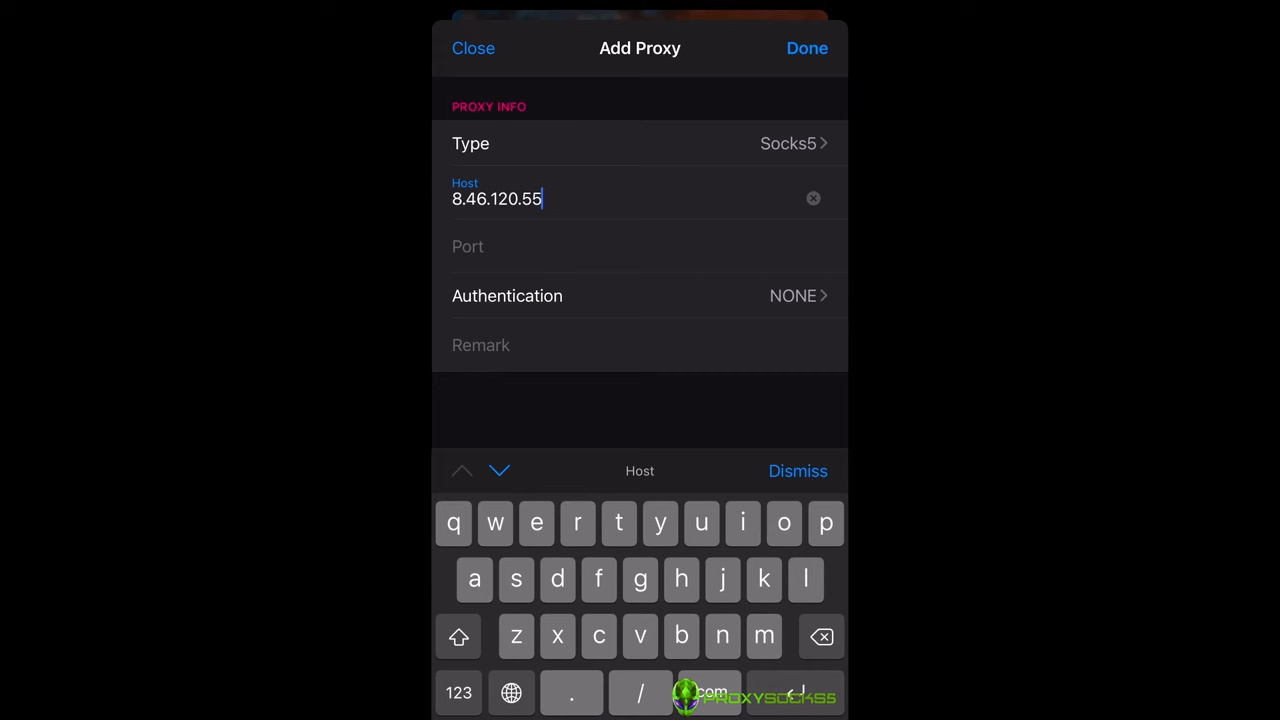 Close Add Proxy Done
PROXY INFO
Type Socks5
Host
8.46.120.55
Port
Authentication NONE
Remark
Host Dismiss
q w e r t y u i o p
a s d f g h j k l
z x c v b n m
123 . / .com
PROXYSOCKS5